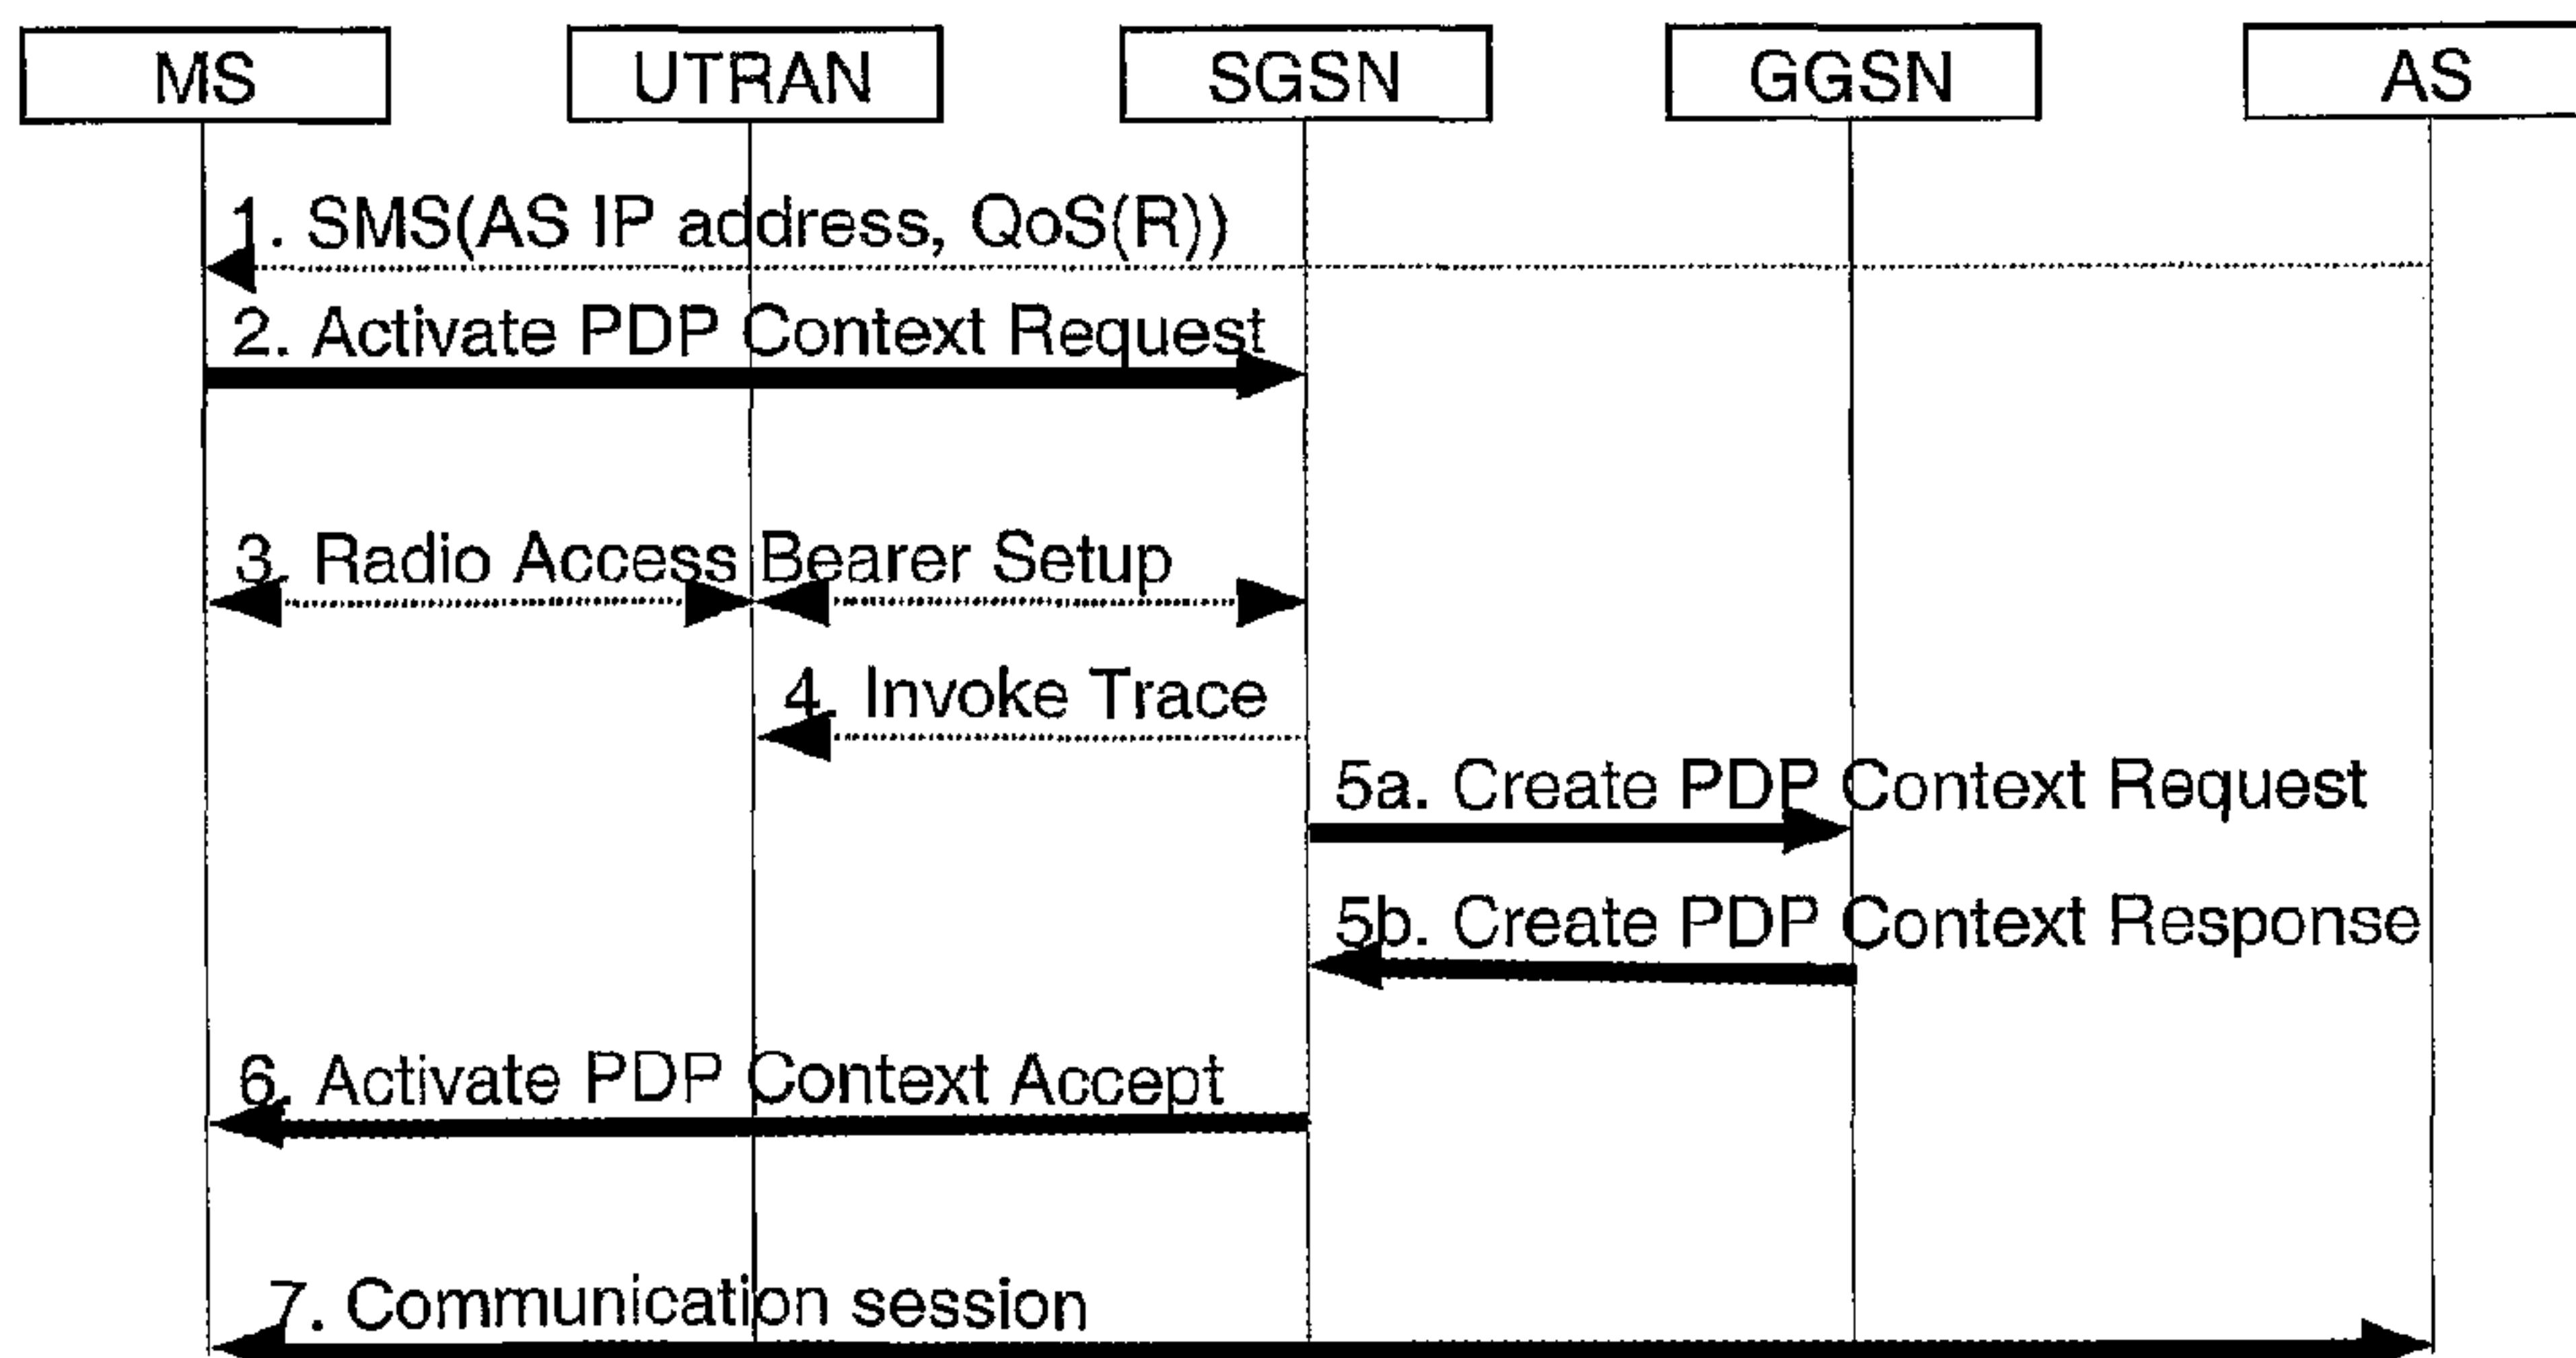 MS
UTRAN
SGSN
GGSN
AS
1. SMS(AS IP address, QoS(R))
2. Activate PDP Context Request
3. Radio Access Bearer Setup
4. Invoke Trace
5a. Create PDP Context Request
5b. Create PDP Context Response
6. Activate PDP Context Accept
7. Communication session